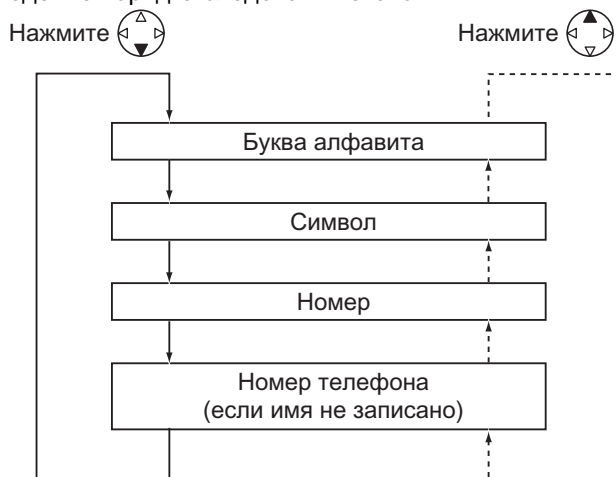 Нажмите
Нажмите
Буква алфавита
Символ
Номер
Номер телефона
(если имя не записано)